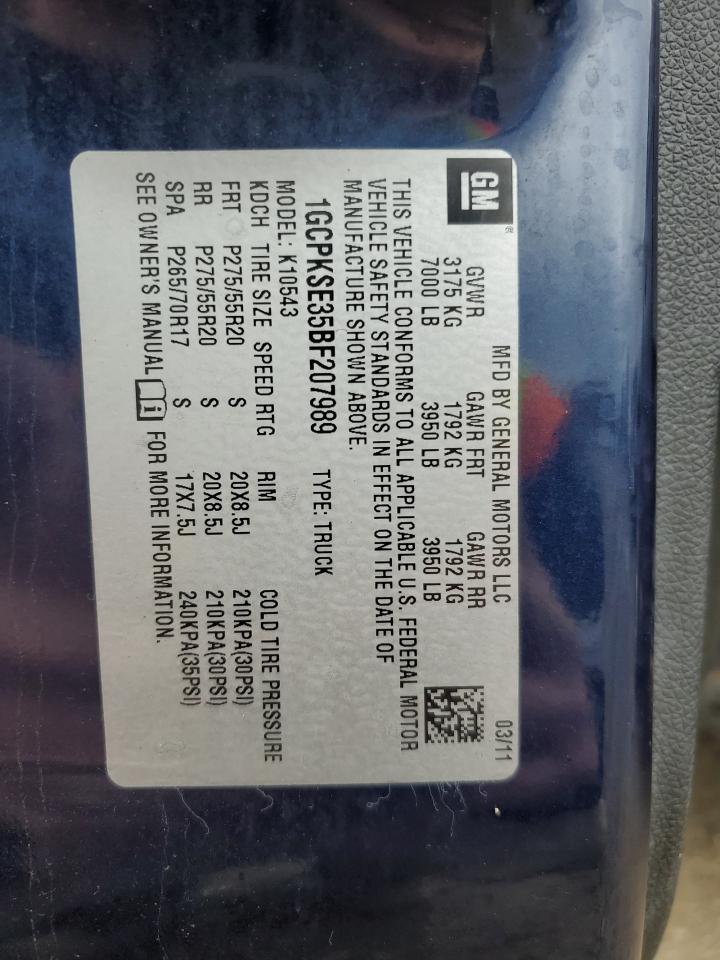 GM®
MFD BY GENERAL MOTORS LLC 03/11
GVWR GAWR FRT GAWR RR
3175 KG 1792 KG 1792 KG
7000 LB 3950 LB 3950 LB
THIS VEHICLE CONFORMS TO ALL APPLICABLE U.S. FEDERAL MOTOR
VEHICLE SAFETY STANDARDS IN EFFECT ON THE DATE OF
MANUFACTURE SHOWN ABOVE.
1GCPKSE35BF207989 TYPE: TRUCK
MODEL: K10543
KDCH TIRE SIZE SPEED RTG RIM COLD TIRE PRESSURE
FRT P275/55R20 S 20X8.5J 210KPA(30PSI)
RR P275/55R20 S 20X8.5J 210KPA(30PSI)
SPA P265/70R17 S 17X7.5J 240KPA(35PSI)
SEE OWNER'S MANUAL i FOR MORE INFORMATION.